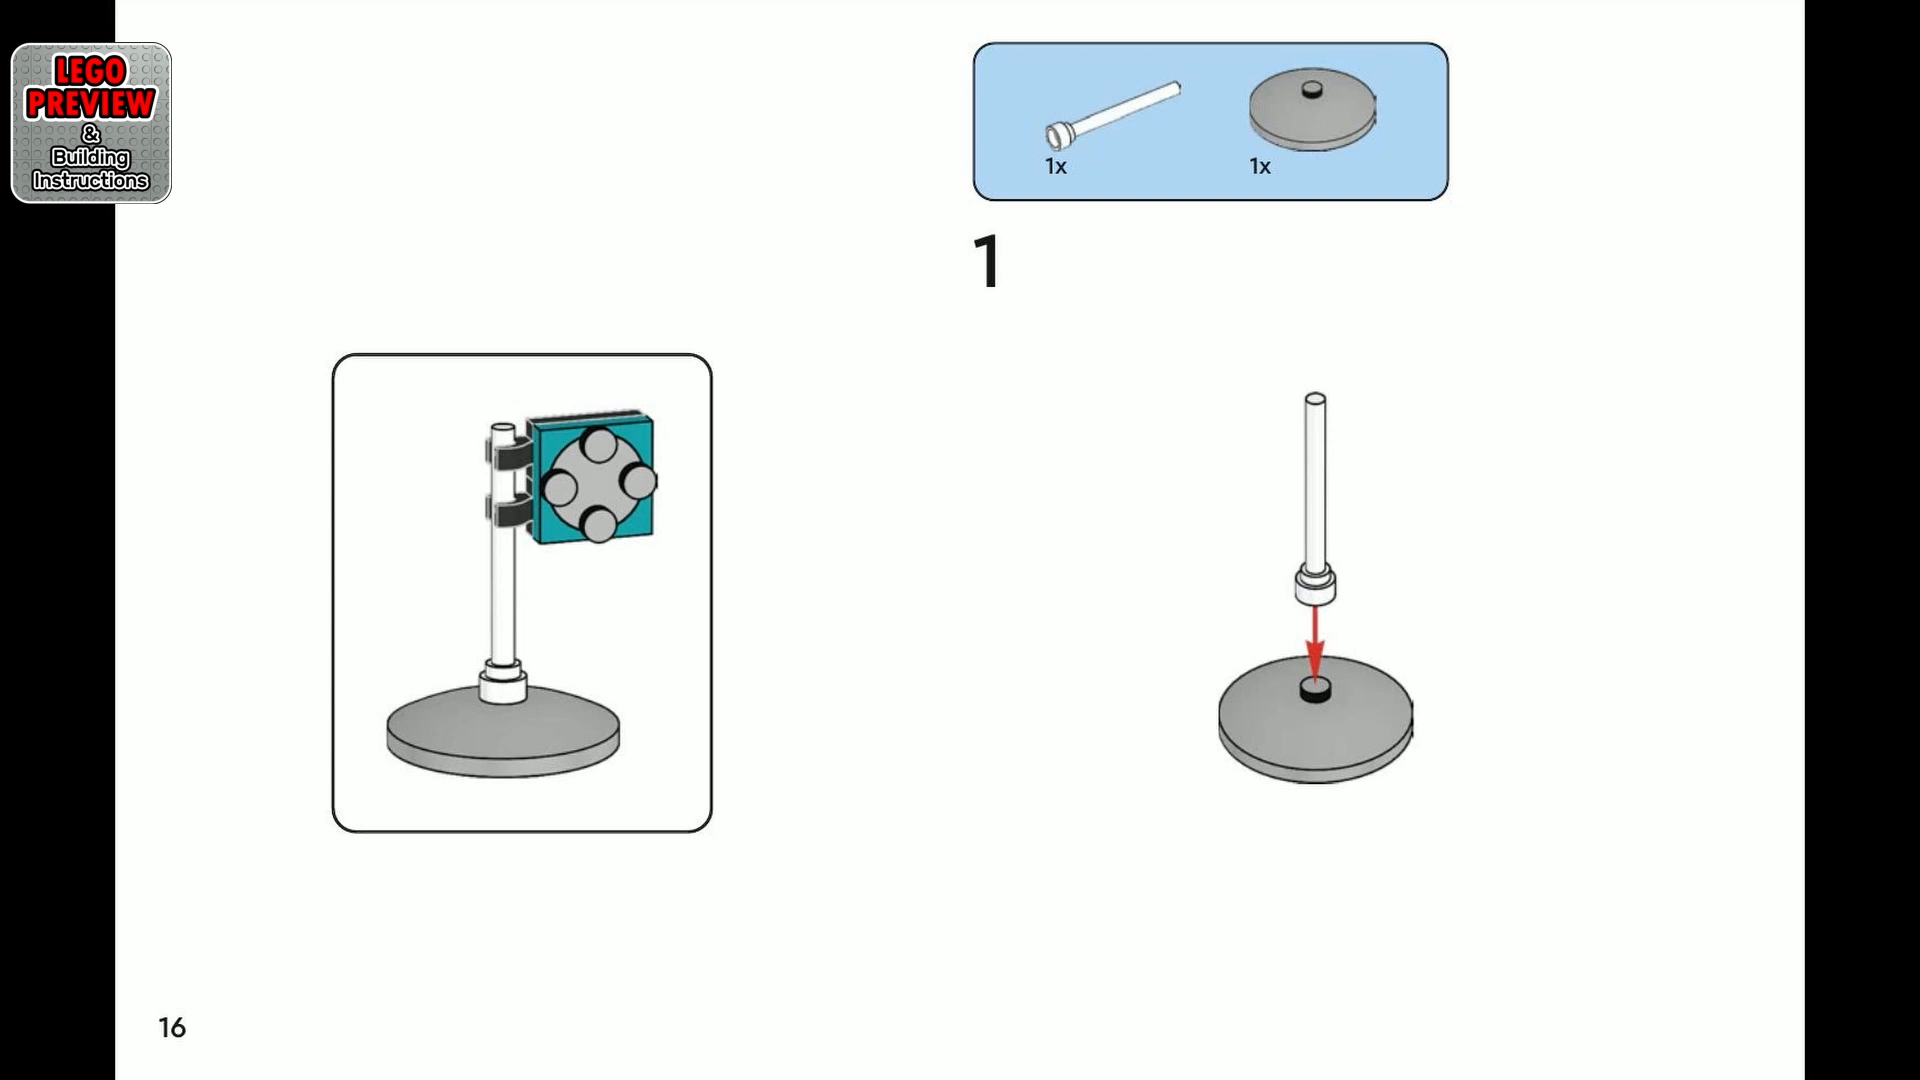 LEGO
PREVIEW
&
Building
Instructions
1x 1x
1
16